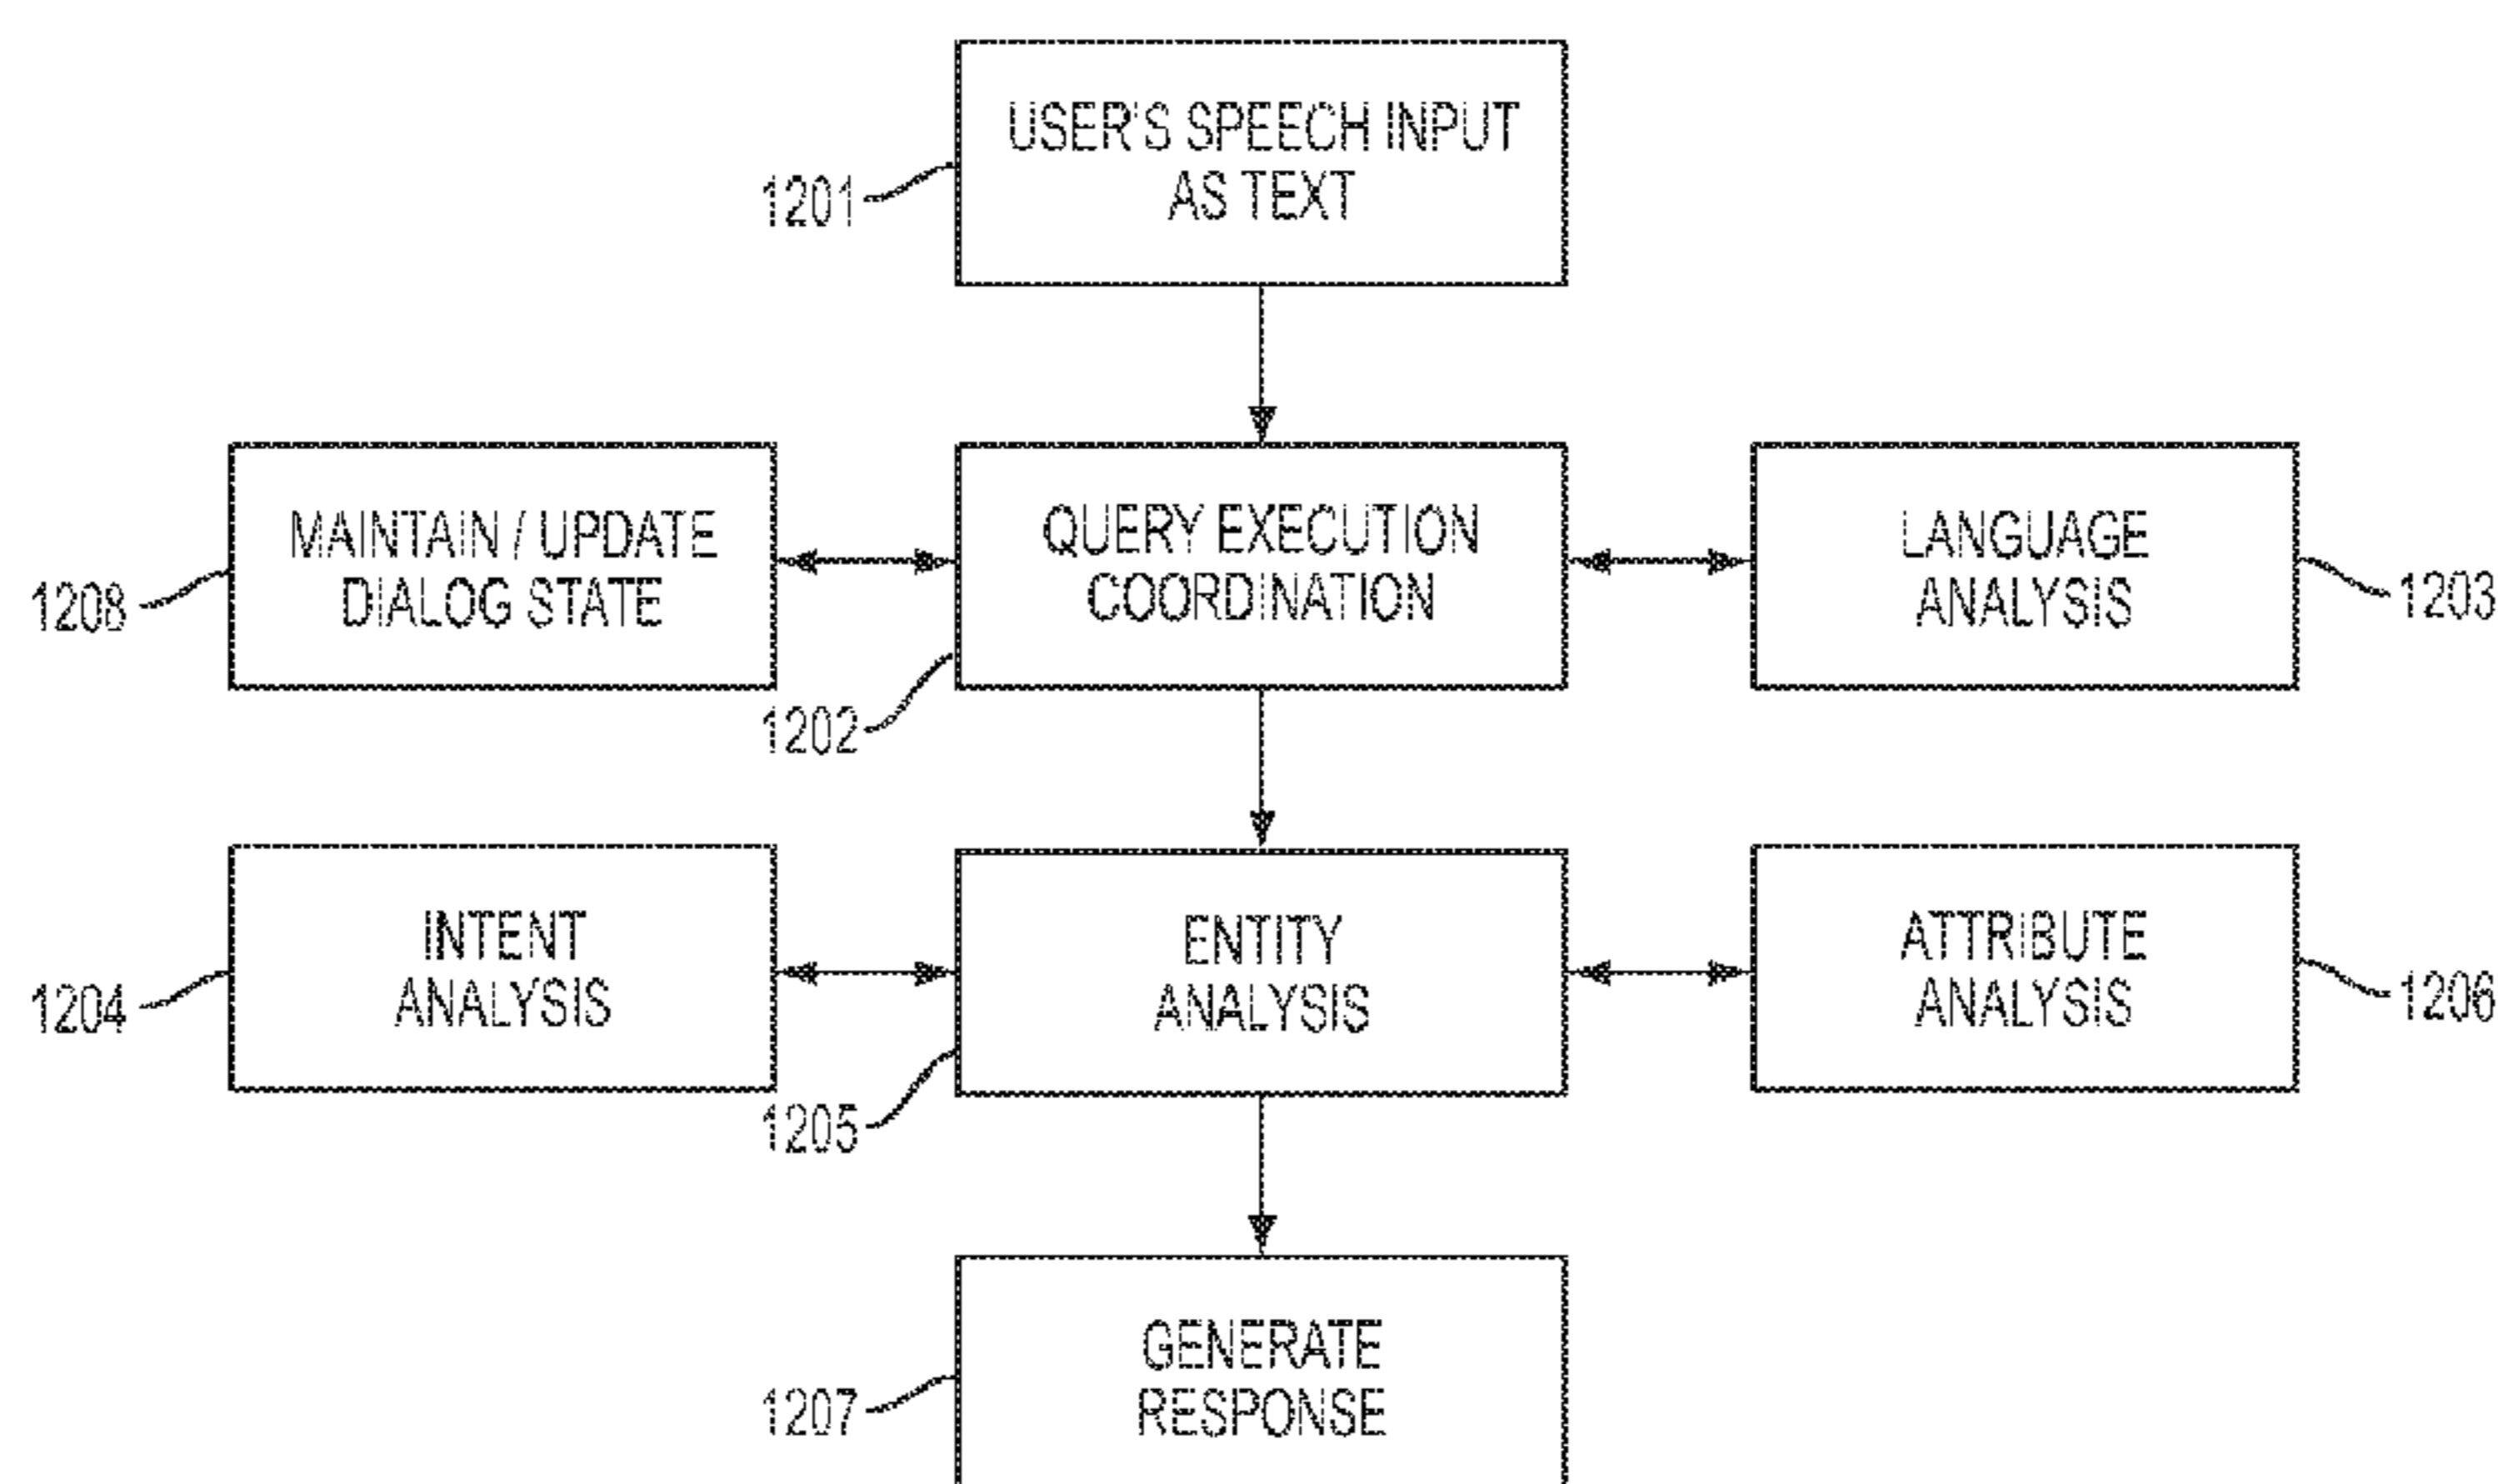 USER'S SPEECH INPUT
AS TEXT
1201
MAINTAIN / UPDATE
DIALOG STATE
1208
QUERY EXECUTION
COORDINATION
1202
LANGUAGE
ANALYSIS
1203
INTENT
ANALYSIS
1204
ENTITY
ANALYSIS
1205
ATTRIBUTE
ANALYSIS
1206
GENERATE
RESPONSE
1207